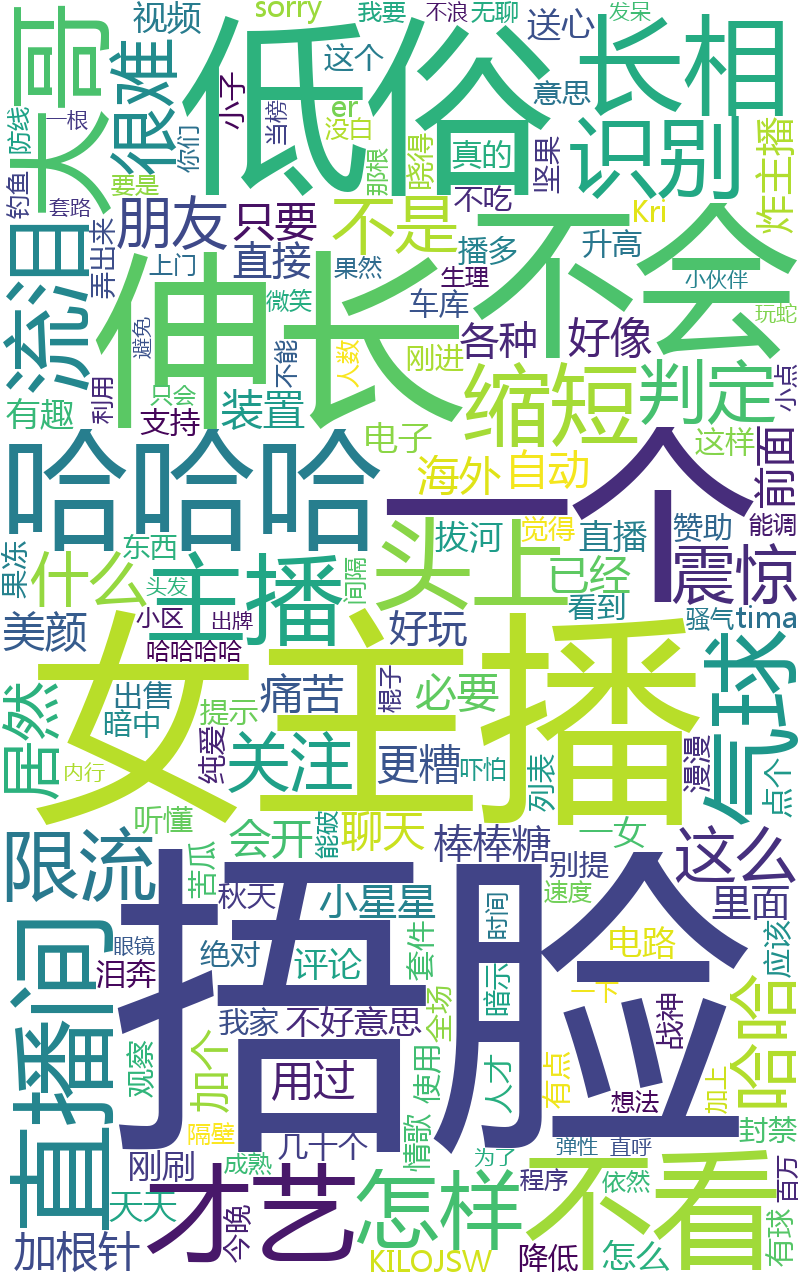 sorry
我要
不浪
无聊
发呆
视频
送心
大哥
很难
低俗
长相
这个
小子
er
意思
当榜
没白
防线
一根
你们
那根
晓得
真的
坚果
识别
炸主播
钓鱼
套路
要是
不吃
Kri
朋友
只要
不是
不会
流泪
弄出来
上门
直接
果然
播多
生理
升高
小伙伴
伸长
微笑
车库
玩蛇
避免
不能
人数
刚进
各种
好像
有趣
利用
只会
支持
装置
缩短
判定
小点
电子
海外
自动
这样
前面
哈哈哈
一个
能调
果冻
东西
什么
头发
主播
间隔
头上
拔河
觉得
直播
赞助
已经
震惊
美颜
小区
出牌
哈哈哈哈
好玩
看到
骚气
tima
居然
女主播
出售
暗中
提示
痛苦
棍子
必要
气球
内行
纯爱
关注
更糟
吓怕
列表
漫漫
点个
听懂
能破
聊天
限流
会开
棒棒糖
一女
这么
苦瓜
别提
秋天
小星星
速度
里面
捂脸
直播间
眼镜
泪奔
绝对
评论
套件
时间
暗示
电路
应该
一下
哈哈
我家
不好意思
全场
战神
观察
加个
用过
使用
人才
有点
想法
加上
隔壁
几十个
情歌
弹性
直呼
封禁
刚刷
成熟
为了
程序
依然
百万
天天
才艺
今晚
怎样
不看
加根针
KILOJSW
降低
怎么
有球